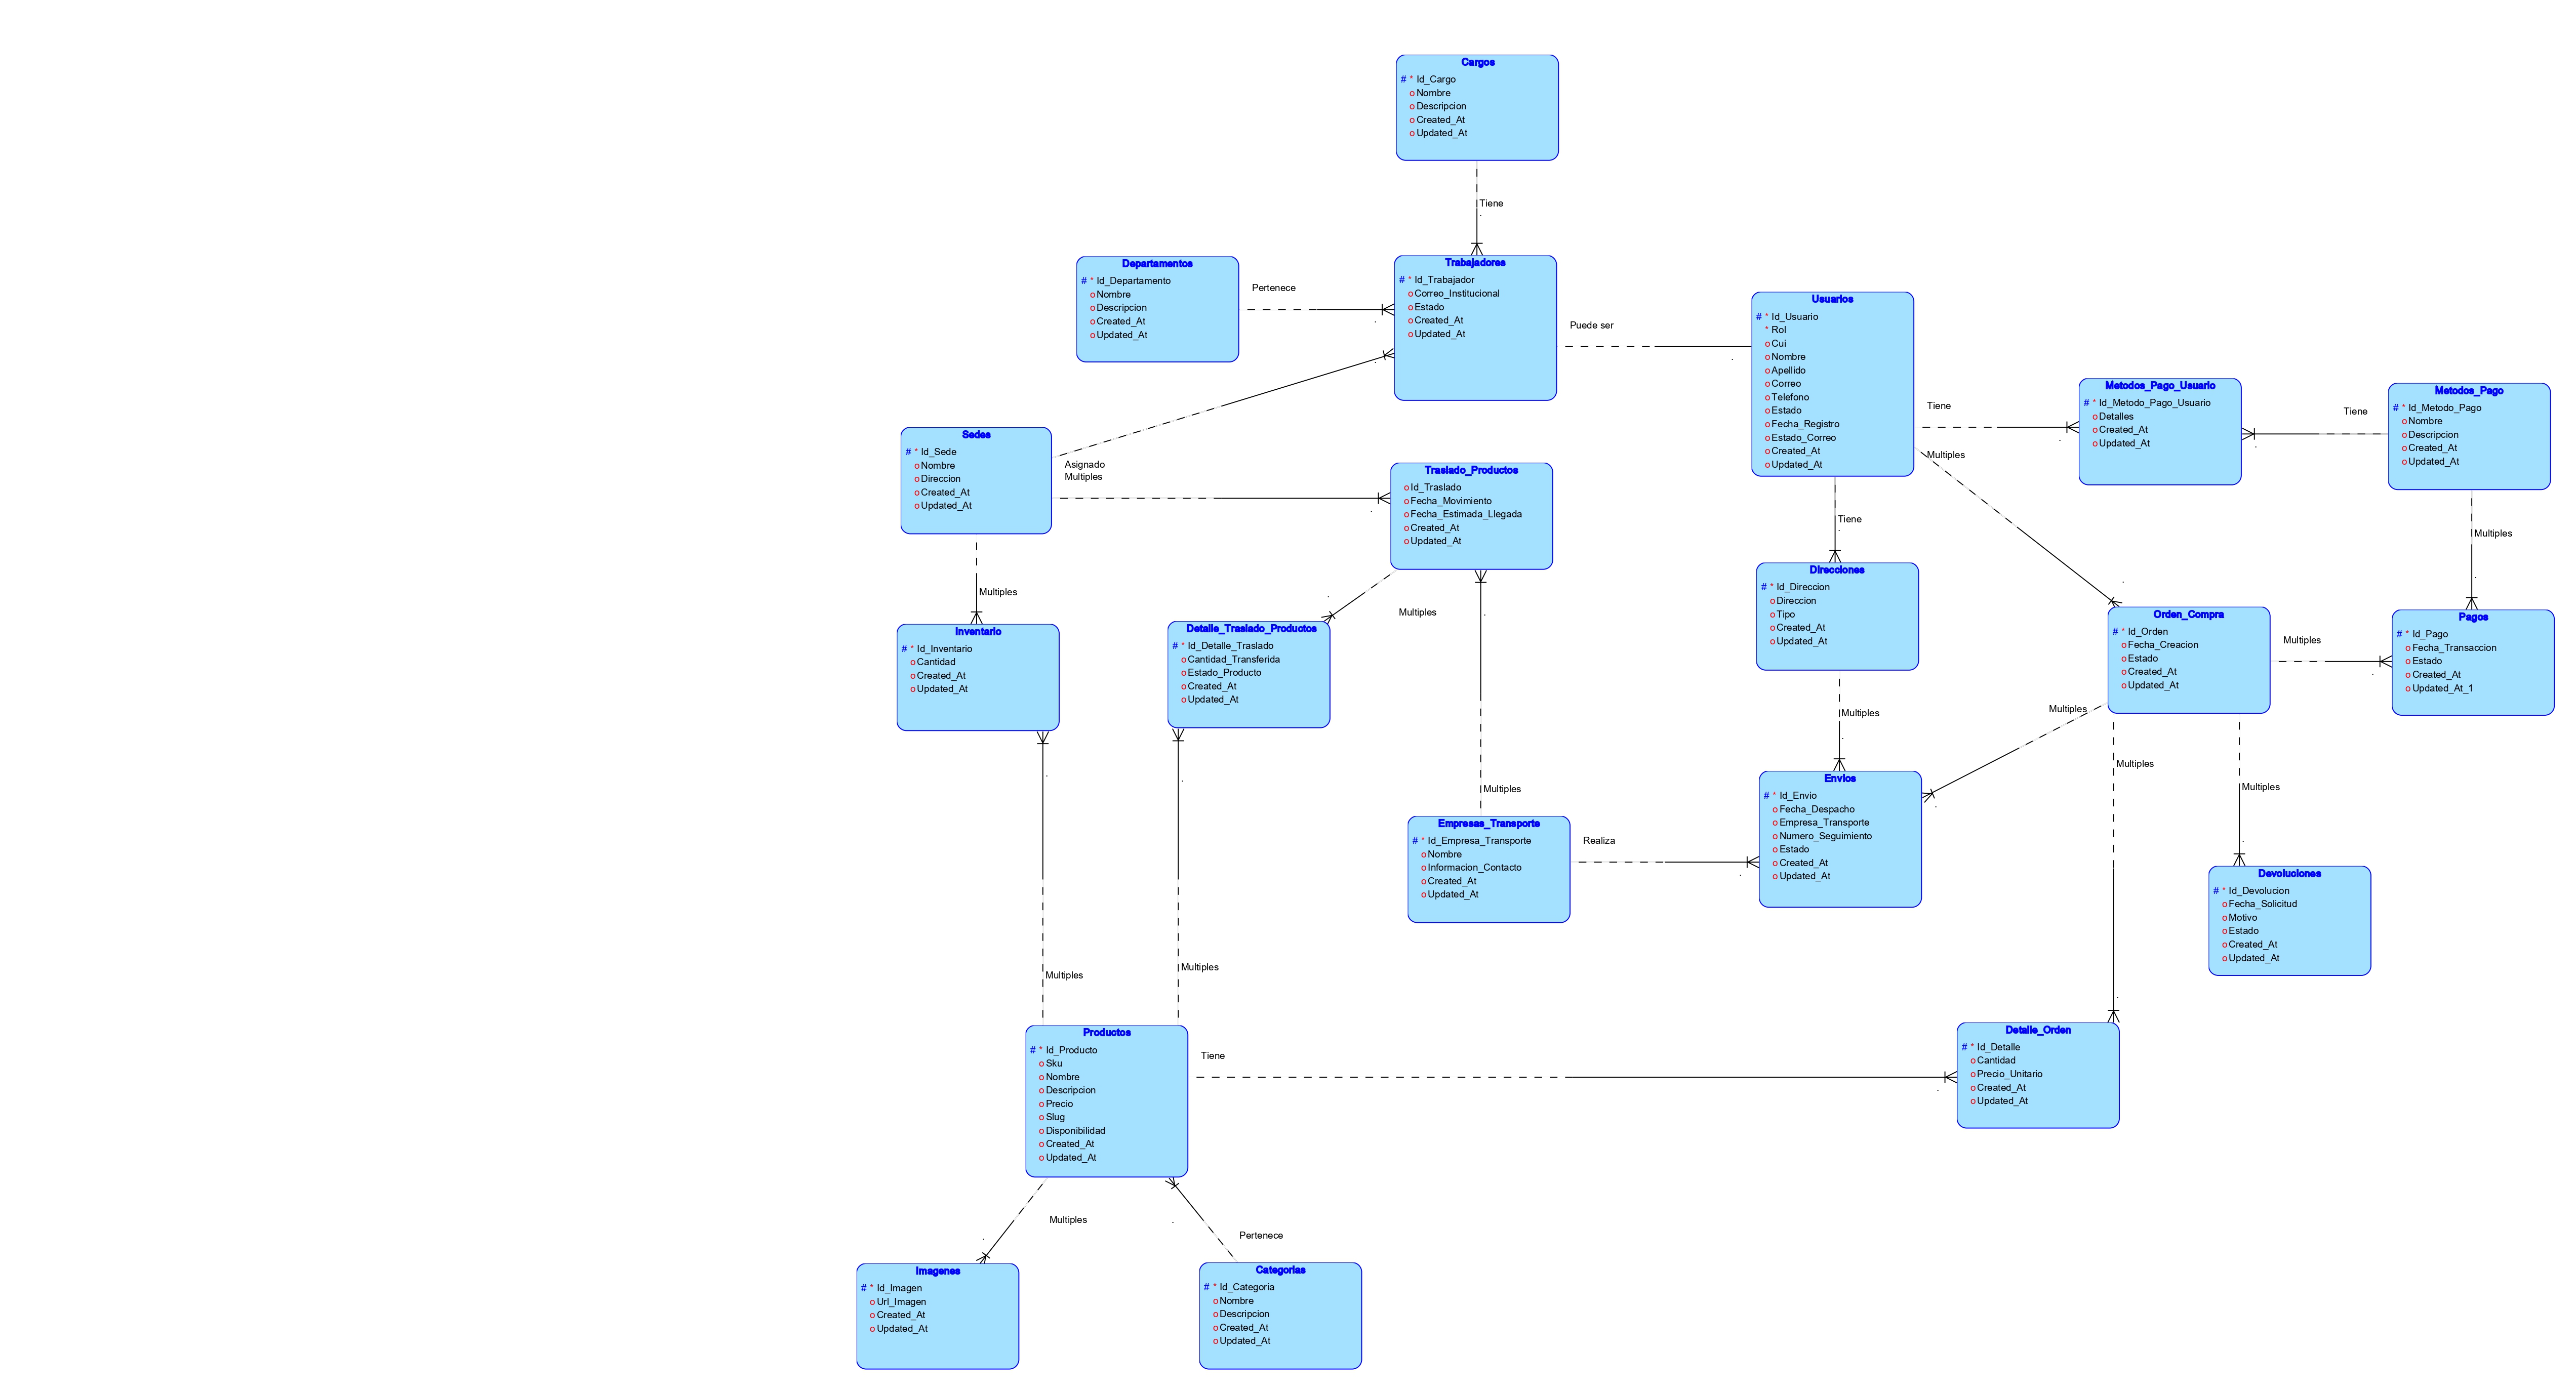 Cargos
# * Id_Cargo
o Nombre
o Descripcion
o Created_At
o Updated_At
Tiene
.
Departamentos
# * Id_Departamento
o Nombre
o Descripcion
o Created_At
o Updated_At
Pertenece
.
Trabajadores
# * Id_Trabajador
o Correo_Institucional
o Estado
o Created_At
o Updated_At
.
Puede ser
.
Usuarios
# * Id_Usuario
* Rol
o Cui
o Nombre
o Apellido
o Correo
o Telefono
o Estado
o Fecha_Registro
o Estado_Correo
o Created_At
o Updated_At
Tiene
.
Metodos_Pago_Usuario
# * Id_Metodo_Pago_Usuario
o Detalles
o Created_At
o Updated_At
Tiene
.
Metodos_Pago
# * Id_Metodo_Pago
o Nombre
o Descripcion
o Created_At
o Updated_At
Sedes
# * Id_Sede
o Nombre
o Direccion
o Created_At
o Updated_At
Asignado
Multiples
.
Traslado_Productos
o Id_Traslado
o Fecha_Movimiento
o Fecha_Estimada_Llegada
o Created_At
o Updated_At
Multiples
.
Tiene
.
Multiples
.
Multiples
.
Direcciones
# * Id_Direccion
o Direccion
o Tipo
o Created_At
o Updated_At
Multiples
.
Orden_Compra
# * Id_Orden
o Fecha_Creacion
o Estado
o Created_At
o Updated_At
Multiples
.
Pagos
# * Id_Pago
o Fecha_Transaccion
o Estado
o Created_At
o Updated_At_1
Inventario
# * Id_Inventario
o Cantidad
o Created_At
o Updated_At
.
Multiples
Detalle_Traslado_Productos
# * Id_Detalle_Traslado
o Cantidad_Transferida
o Estado_Producto
o Created_At
o Updated_At
.
Multiples
.
Multiples
Multiples
.
Multiples
.
Multiples
.
Empresas_Transporte
# * Id_Empresa_Transporte
o Nombre
o Informacion_Contacto
o Created_At
o Updated_At
Realiza
.
Envios
# * Id_Envio
o Fecha_Despacho
o Empresa_Transporte
o Numero_Seguimiento
o Estado
o Created_At
o Updated_At
Multiples
.
Devoluciones
# * Id_Devolucion
o Fecha_Solicitud
o Motivo
o Estado
o Created_At
o Updated_At
Productos
# * Id_Producto
o Sku
o Nombre
o Descripcion
o Precio
o Slug
o Disponibilidad
o Created_At
o Updated_At
Tiene
.
Detalle_Orden
# * Id_Detalle
o Cantidad
o Precio_Unitario
o Created_At
o Updated_At
Multiples
.
.
Pertenece
Imagenes
# * Id_Imagen
o Url_Imagen
o Created_At
o Updated_At
Categorias
# * Id_Categoria
o Nombre
o Descripcion
o Created_At
o Updated_At